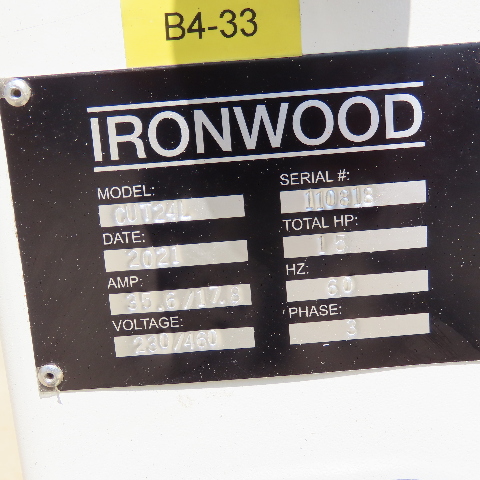 B4-33
IRONWOOD
MODEL:
CUT24L
DATE:
2021
AMP:
35.6/17.8
VOLTAGE:
230/460
SERIAL #:
TOTAL HP:
15
HZ:
60
PHASE:
3